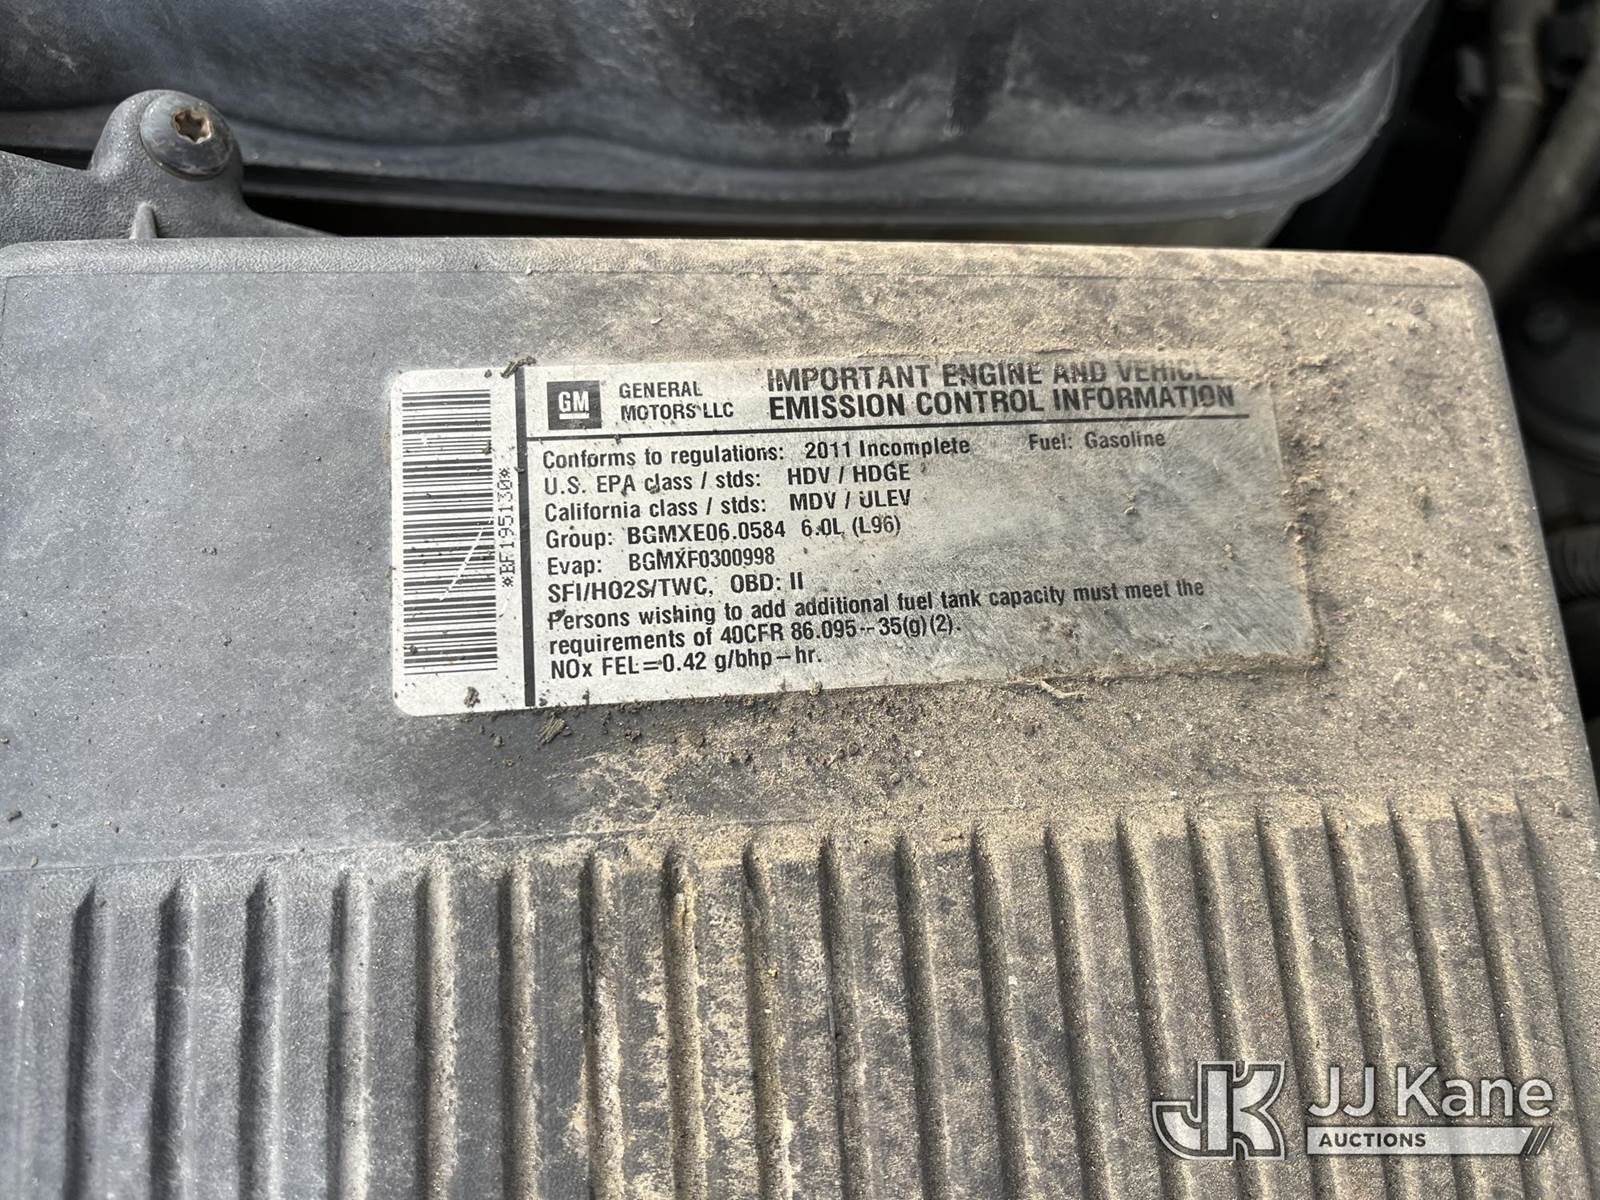 *BF195130*
GM
GENERAL
MOTORS LLC
IMPORTANT ENGINE AND VEHICLE
EMISSION CONTROL INFORMATION
Conforms to regulations: 2011 Incomplete Fuel: Gasoline
U.S. EPA class / stds: HDV / HDGE
California class / stds: MDV / ULEV
Group: BGMXE06.0584 6.0L (L96)
Evap: BGMXF0300998
SFI/HO2S/TWC, OBD: II
Persons wishing to add additional fuel tank capacity must meet the
requirements of 40CFR 86.095-35(g)(2).
NOx FEL=0.42 g/bhp-hr.
JK JJ Kane
AUCTIONS